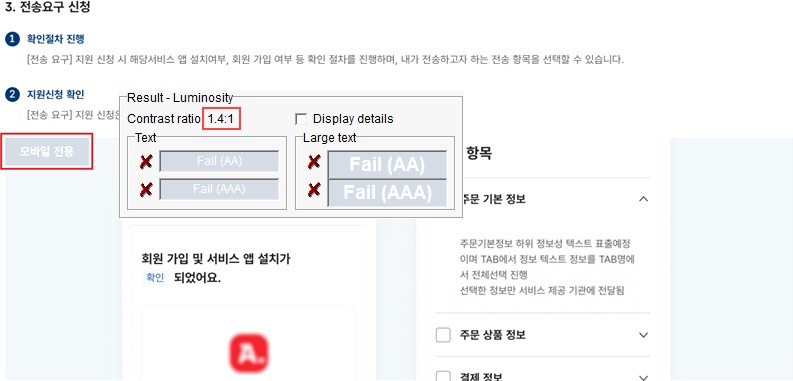 3. 전송요구 신청
1 확인절차 진행
[전송 요구] 지원 신청 시 해당서비스 앱 설치여부, 회원 가입 여부 등 확인 절차를 진행하며, 내가 전송하고자 하는 전송 항목을 선택할 수 있습니다.
2 지원신청 확인
[전송 요구] 지원 신청은
Result - Luminosity
Contrast ratio 1.4:1
Display details
Text
Fail (AA)
Fail (AAA)
Large text
Fail (AA)
Fail (AAA)
모바일 전용
회원 가입 및 서비스 앱 설치가
확인 되었어요.
A.
항목
주문 기본 정보
주문기본정보 하위 정보성 텍스트 표출예정
이며 TAB에서 정보 텍스트 정보를 TAB명에
서 전체선택 진행
선택한 정보만 서비스 제공 기관에 전달됨
주문 상품 정보
결제 정보